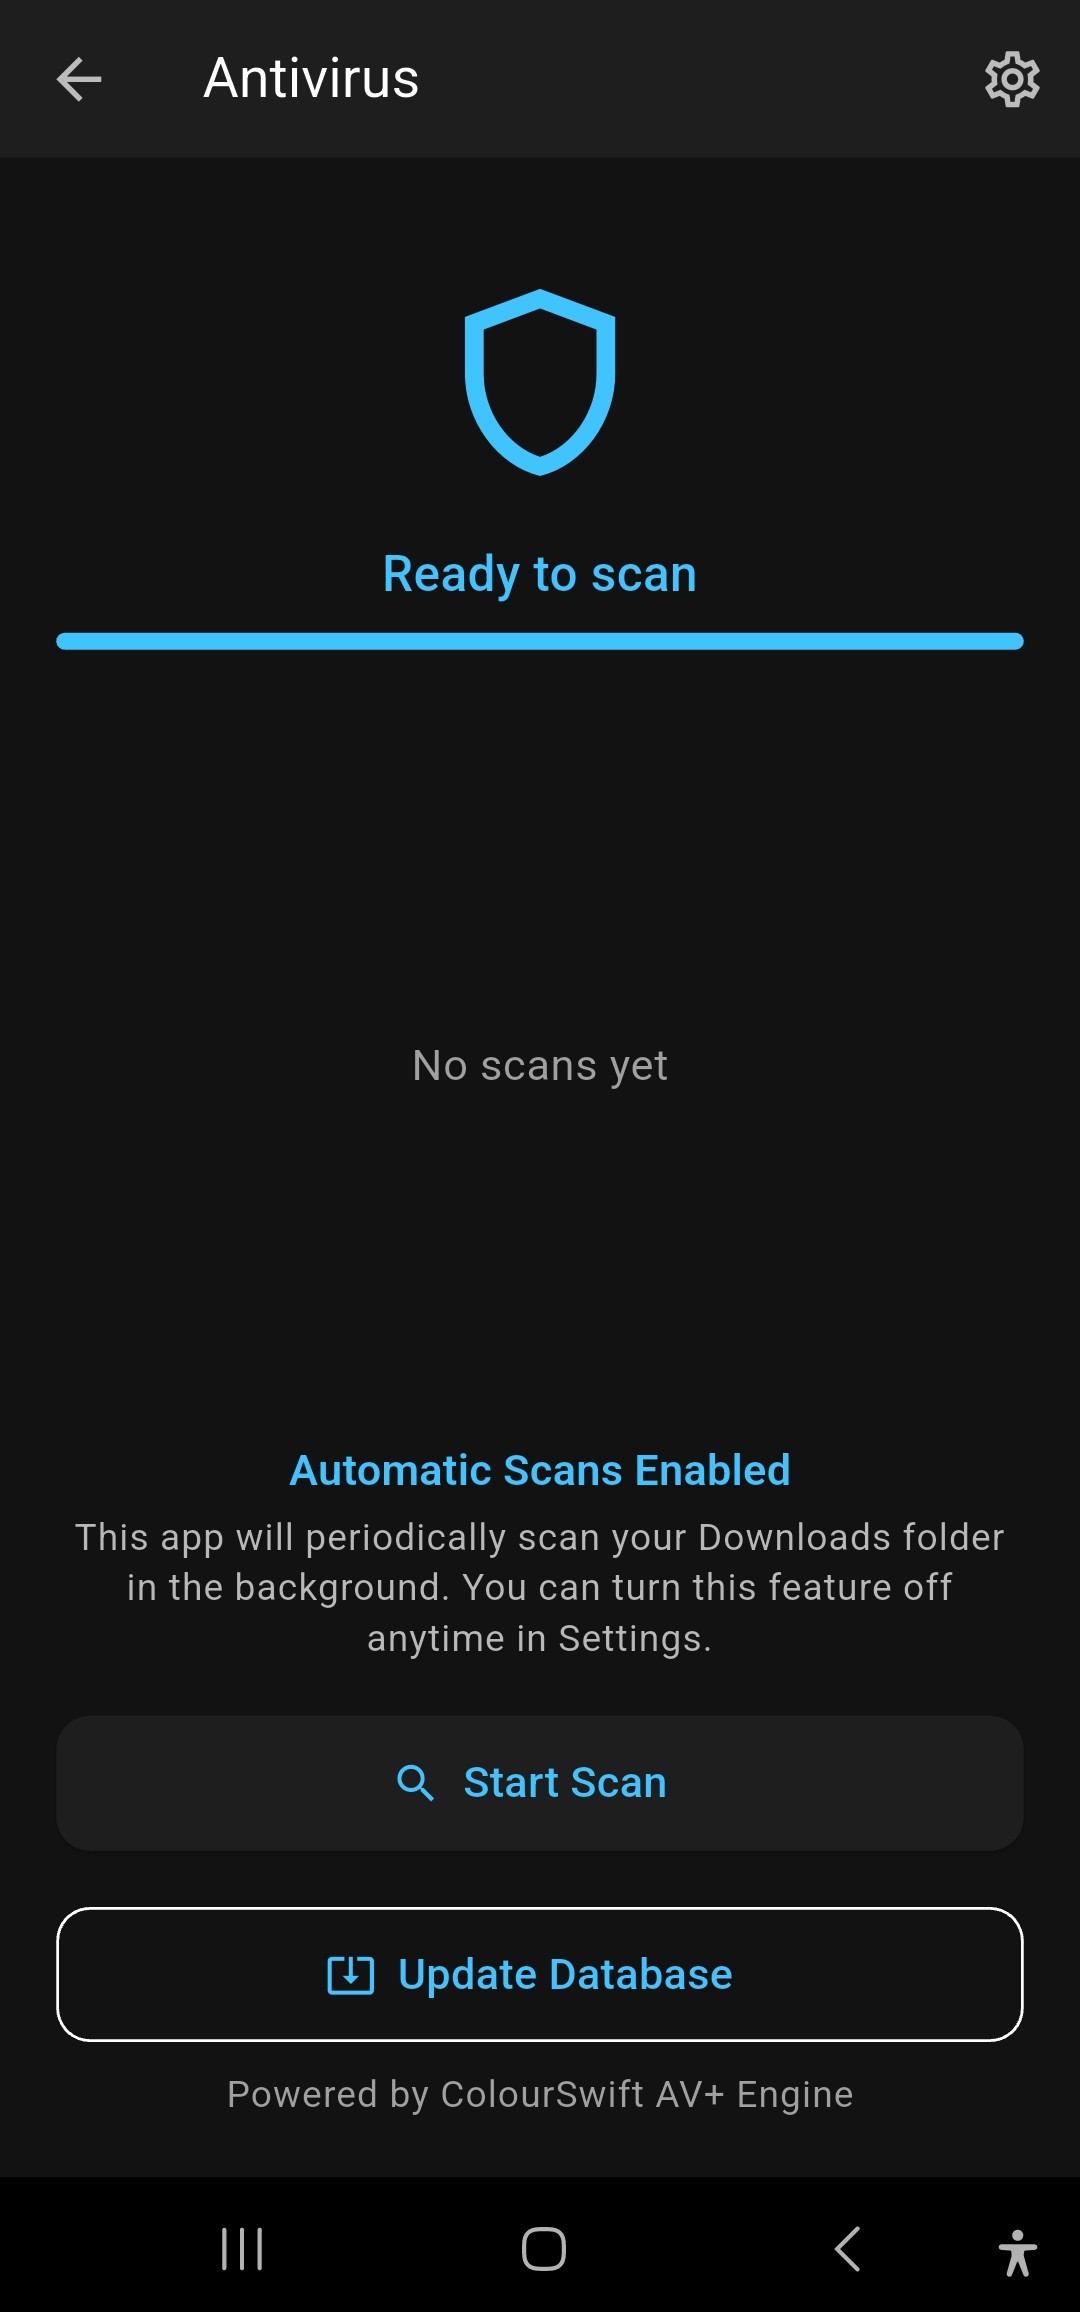 Antivirus
Ready to scan
No scans yet
Automatic Scans Enabled
This app will periodically scan your Downloads folder
in the background. You can turn this feature off
anytime in Settings.
Start Scan
Update Database
Powered by ColourSwift AV+ Engine